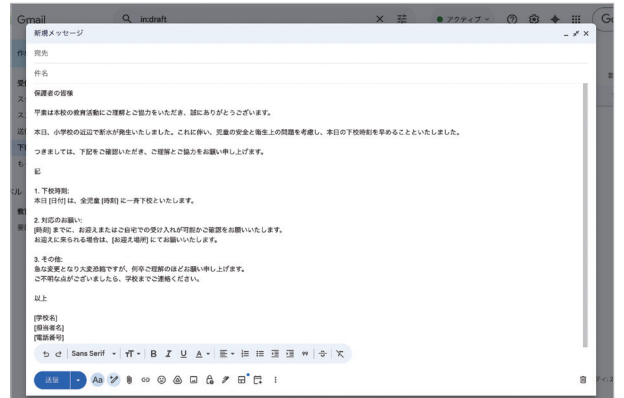 Gmail
in:draft
アクティブ
新規メッセージ
宛先
件名
保護者の皆様
平素は本校の教育活動にご理解とご協力をいただき、誠にありがとうございます。
本日、小学校の近辺で断水が発生いたしました。これに伴い、児童の安全と衛生上の問題を考慮し、本日の下校時刻を早めることといたしました。
つきましては、下記をご確認いただき、ご理解とご協力をお願い申し上げます。
記
1. 下校時刻:
本日 [日付] は、全児童 [時刻] に一斉下校といたします。
2. 対応のお願い:
[時刻] までに、お迎えまたはご自宅での受け入れが可能かご確認をお願いいたします。
お迎えに来られる場合は、[お迎え場所] にてお願いいたします。
3. その他:
急な変更となり大変恐縮ですが、何卒ご理解のほどお願い申し上げます。
ご不明な点がございましたら、学校までご連絡ください。
以上
[学校名]
[担当者名]
[電話番号]
Sans Serif
送信